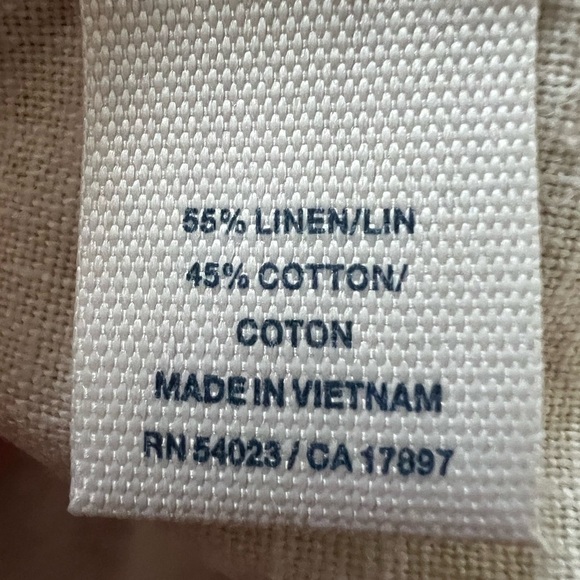 55% LINEN/LIN
45% COTTON/
COTON
MADE IN VIETNAM
RN 54023 / CA 17897